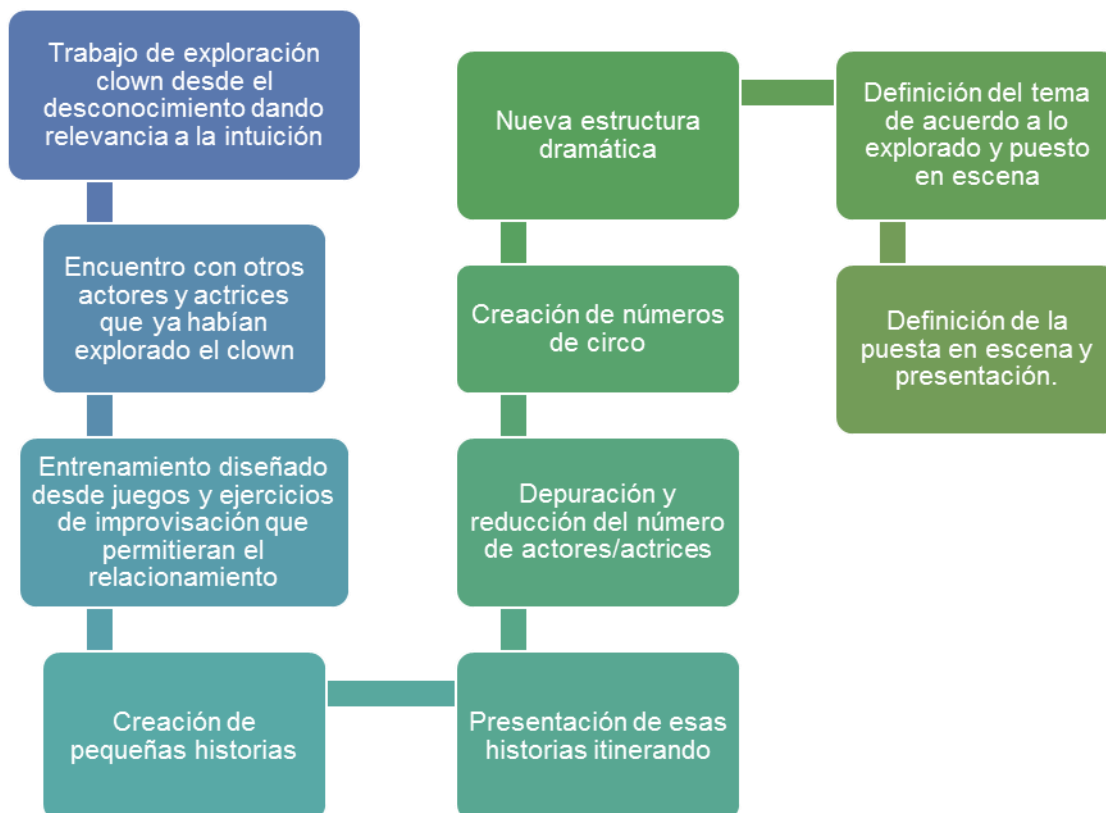 Trabajo de exploración
clown desde el
desconocimiento dando
relevancia a la intuición
Encuentro con otros
actores y actrices
que ya habían
explorado el clown
Entrenamiento diseñado
desde juegos y ejercicios
de improvisación que
permitieran el
relacionamiento
Creación de
pequeñas historias
Presentación de esas
historias itinerando
Depuración y
reducción del número
de actores/actrices
Creación de números
de circo
Nueva estructura
dramática
Definición del tema
de acuerdo a lo
explorado y puesto
en escena
Definición de la
puesta en escena y
presentación.